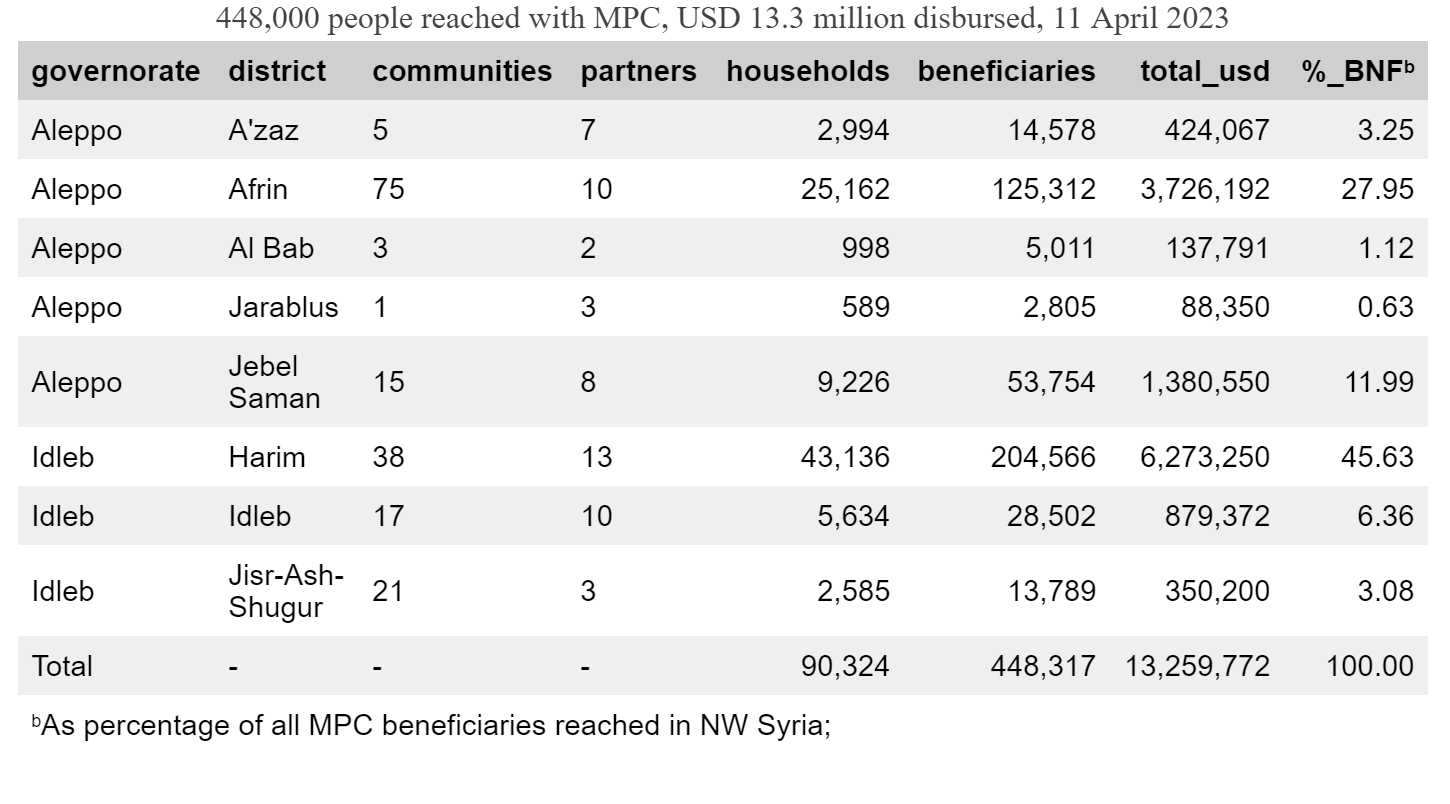 448,000 people reached with MPC, USD 13.3 million disbursed, 11 April 2023
governorate district communities partners households beneficiaries total_usd %_BNFᵇ
Aleppo A'zaz 5 7 2,994 14,578 424,067 3.25
Aleppo Afrin 75 10 25,162 125,312 3,726,192 27.95
Aleppo Al Bab 3 2 998 5,011 137,791 1.12
Aleppo Jarablus 1 3 589 2,805 88,350 0.63
Aleppo Jebel Saman 15 8 9,226 53,754 1,380,550 11.99
Idleb Harim 38 13 43,136 204,566 6,273,250 45.63
Idleb Idleb 17 10 5,634 28,502 879,372 6.36
Idleb Jisr-Ash-Shugur 21 3 2,585 13,789 350,200 3.08
Total - - - 90,324 448,317 13,259,772 100.00
ᵇAs percentage of all MPC beneficiaries reached in NW Syria;